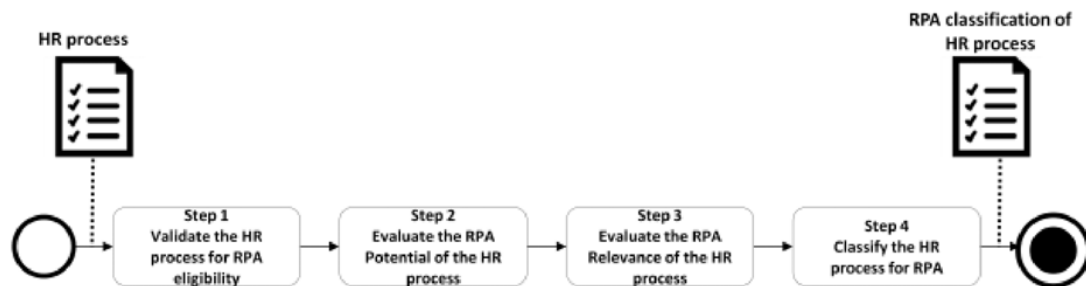 HR process
RPA classification of
HR process
Step 1
Validate the HR
process for RPA
eligibility
Step 2
Evaluate the RPA
Potential of the HR
process
Step 3
Evaluate the RPA
Relevance of the HR
process
Step 4
Classify the HR
process for RPA